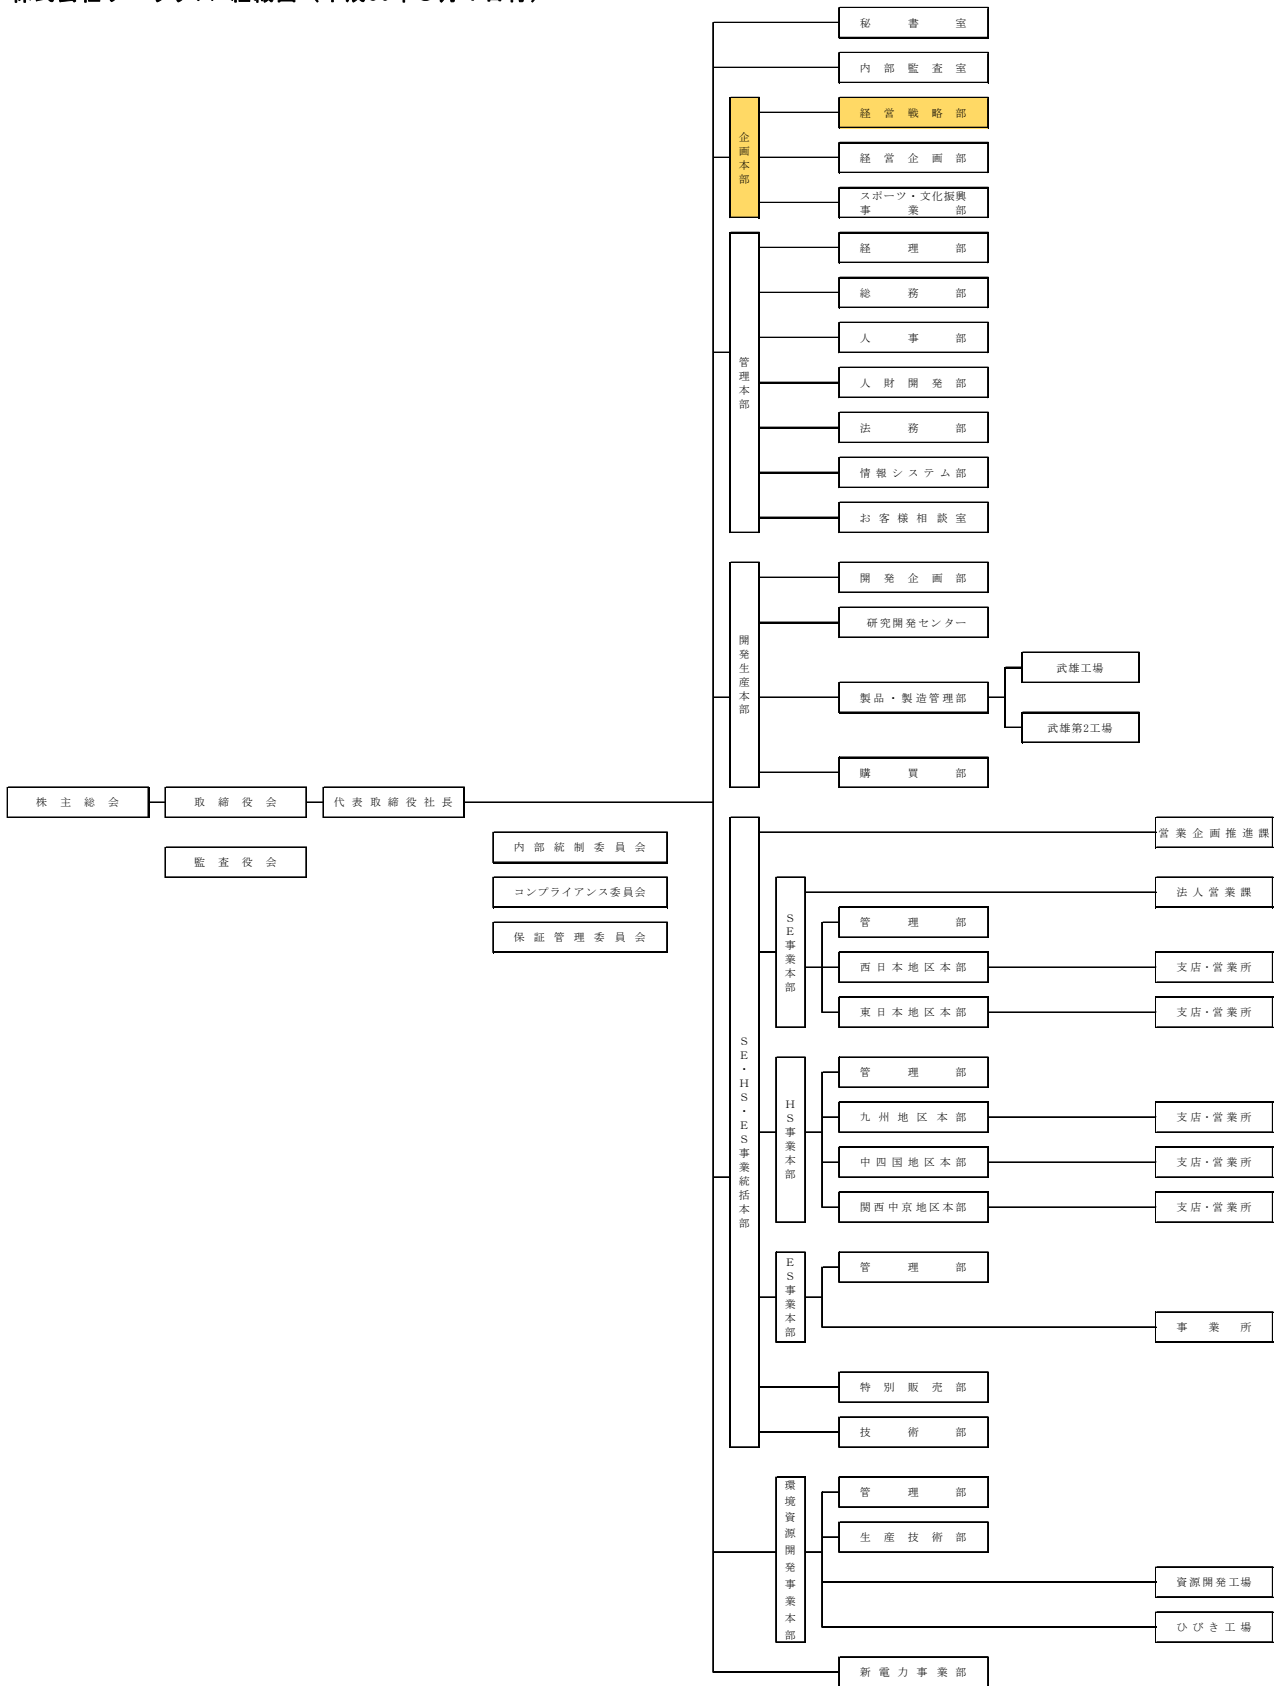 秘書室
内部監査室
企画本部
経営戦略部
経営企画部
スポーツ・文化振興
事業部
管理本部
経理部
総務部
人事部
人財開発部
法務部
情報システム部
お客様相談室
開発生産本部
開発企画部
研究開発センター
製品・製造管理部
武雄工場
武雄第2工場
購買部
株主総会
取締役会
代表取締役社長
監査役会
内部統制委員会
コンプライアンス委員会
保証管理委員会
SE・HS・ES事業統括本部
営業企画推進課
SE事業本部
法人営業課
管理部
西日本地区本部
支店・営業所
東日本地区本部
支店・営業所
HS事業本部
管理部
九州地区本部
支店・営業所
中四国地区本部
支店・営業所
関西中京地区本部
支店・営業所
ES事業本部
管理部
事業所
特別販売部
技術部
環境資源開発事業本部
管理部
生産技術部
資源開発工場
ひびき工場
新電力事業部